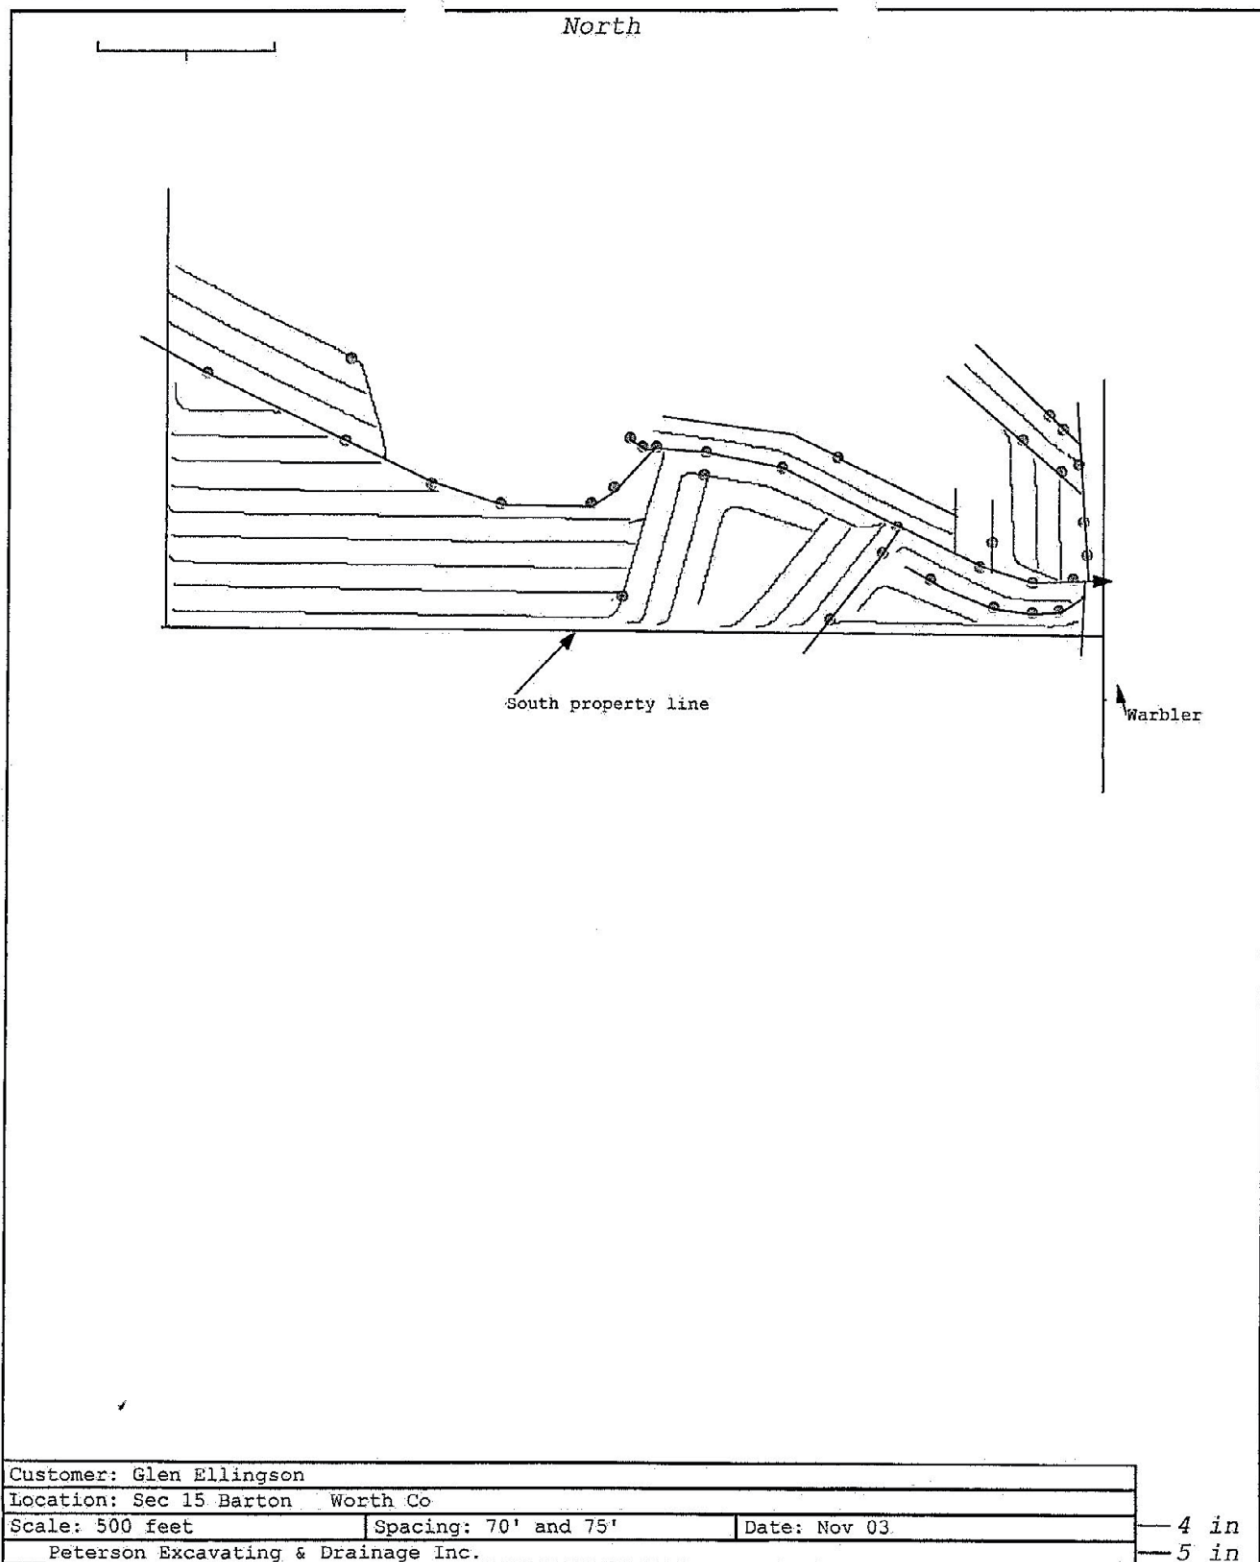 North
South property line
Warbler
Customer: Glen Ellingson
Location: Sec 15 Barton Worth Co
Scale: 500 feet Spacing: 70' and 75' Date: Nov 03
4 in
Peterson Excavating & Drainage Inc.
5 in